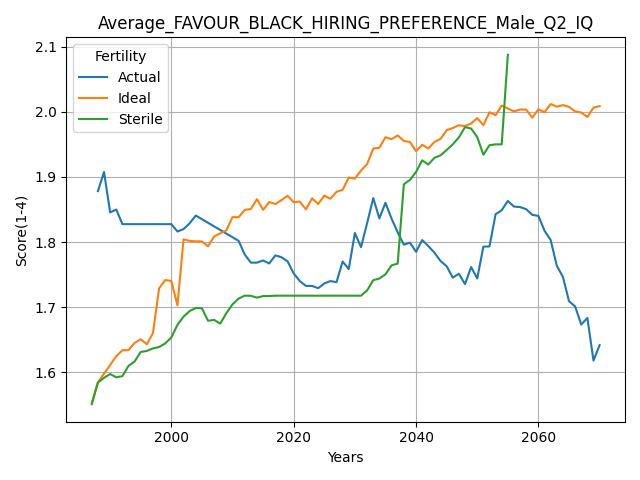 Average_FAVOUR_BLACK_HIRING_PREFERENCE_Male_Q2_IQ
Fertility
Actual
Ideal
Sterile
Score(1-4)
2.1
2.0
1.9
1.8
1.7
1.6
2000 2020 2040 2060
Years